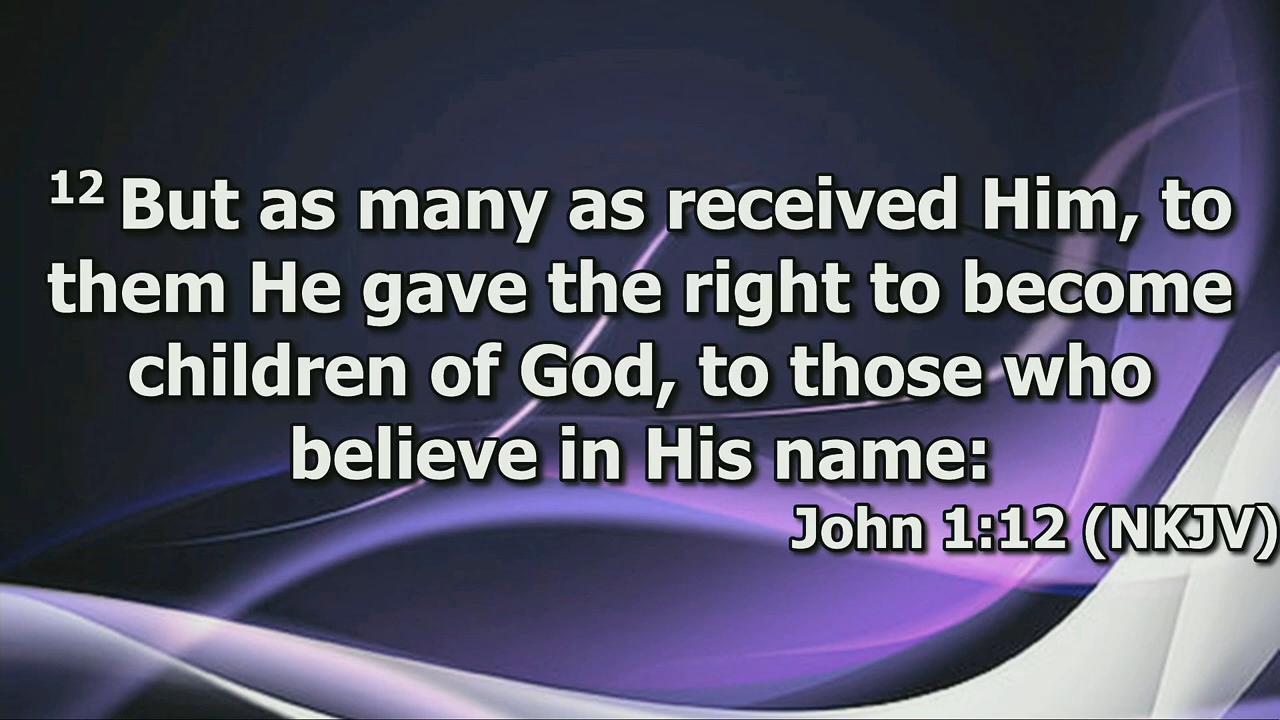 12 But as many as received Him, to
them He gave the right to become
children of God, to those who
believe in His name:
John 1:12 (NKJV)